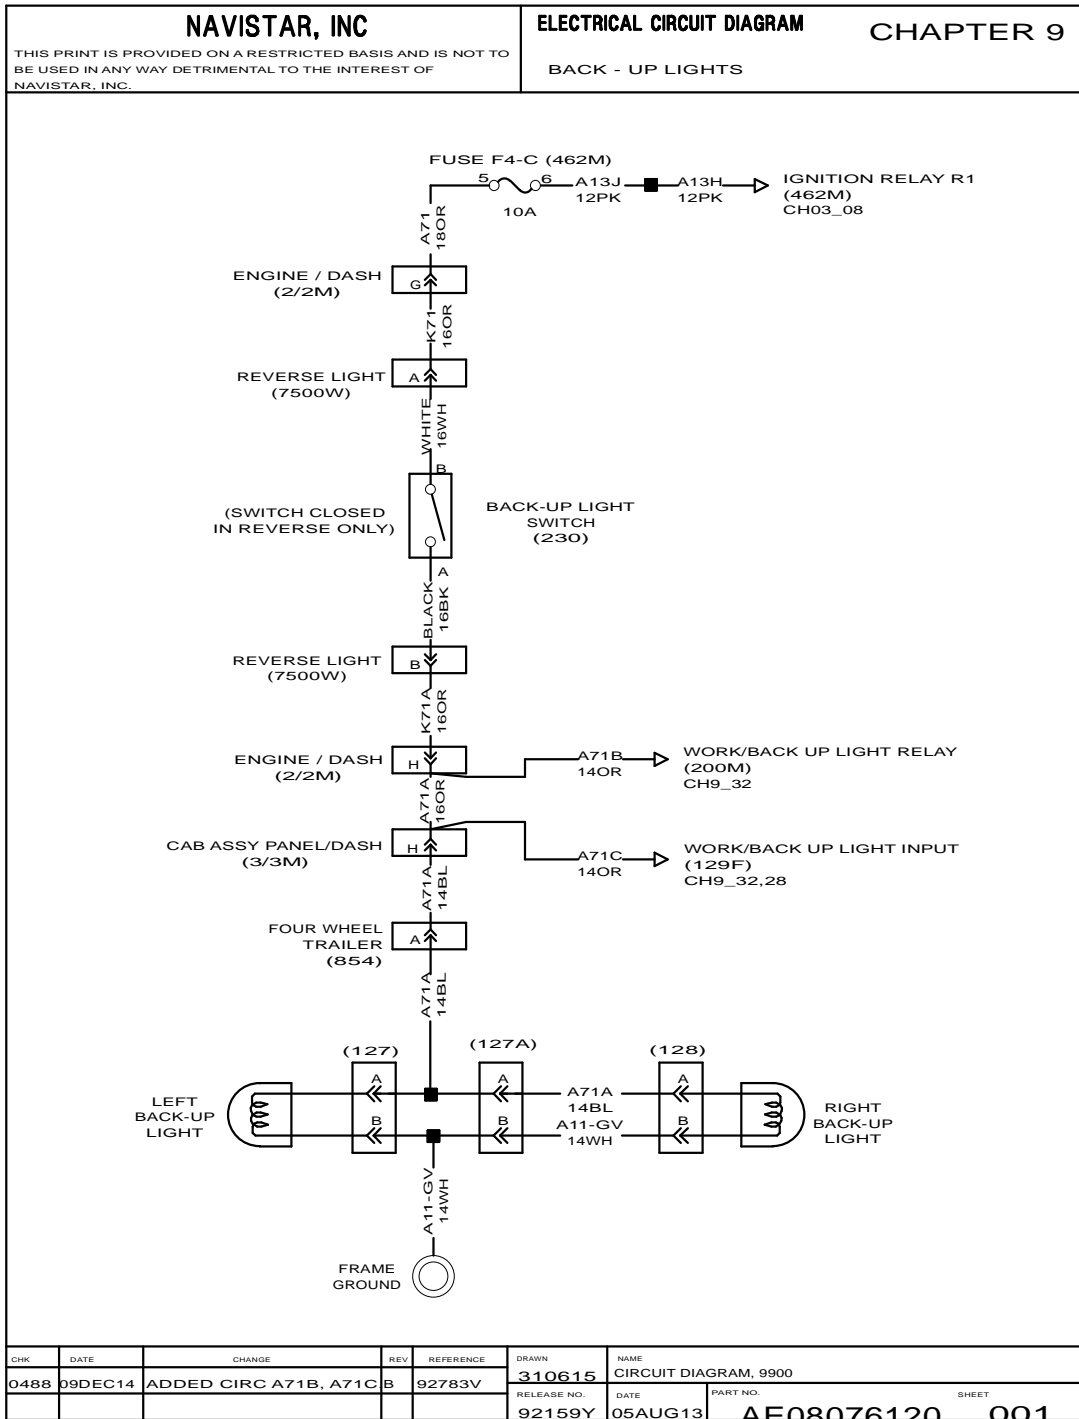 NAVISTAR, INC
THIS PRINT IS PROVIDED ON A RESTRICTED BASIS AND IS NOT TO
BE USED IN ANY WAY DETRIMENTAL TO THE INTEREST OF
NAVISTAR, INC.
ELECTRICAL CIRCUIT DIAGRAM
BACK - UP LIGHTS
CHAPTER 9
FUSE F4-C (462M)
5
6
10A
A13J
12PK
A13H
12PK
IGNITION RELAY R1
(462M)
CH03_08
A71
18OR
ENGINE / DASH
(2/2M)
G
K71
16OR
REVERSE LIGHT
(7500W)
A
WHITE
16WH
B
(SWITCH CLOSED
IN REVERSE ONLY)
BACK-UP LIGHT
SWITCH
(230)
A
BLACK
16BK
REVERSE LIGHT
(7500W)
B
K71A
16OR
ENGINE / DASH
(2/2M)
H
A71B
14OR
WORK/BACK UP LIGHT RELAY
(200M)
CH9_32
A71A
16OR
CAB ASSY PANEL/DASH
(3/3M)
H
A71C
14OR
WORK/BACK UP LIGHT INPUT
(129F)
CH9_32,28
A71A
14BL
FOUR WHEEL
TRAILER
(854)
A
A71A
14BL
(127)
(127A)
(128)
A
A
A71A
14BL
A
LEFT
BACK-UP
LIGHT
RIGHT
BACK-UP
LIGHT
B
B
A11-GV
14WH
B
A11-GV
14WH
FRAME
GROUND
CHK
DATE
CHANGE
REV
REFERENCE
0488
09DEC14
ADDED CIRC A71B, A71C
B
92783V
DRAWN
310615
NAME
CIRCUIT DIAGRAM, 9900
RELEASE NO.
92159Y
DATE
05AUG13
PART NO.
AE08076120
SHEET
001